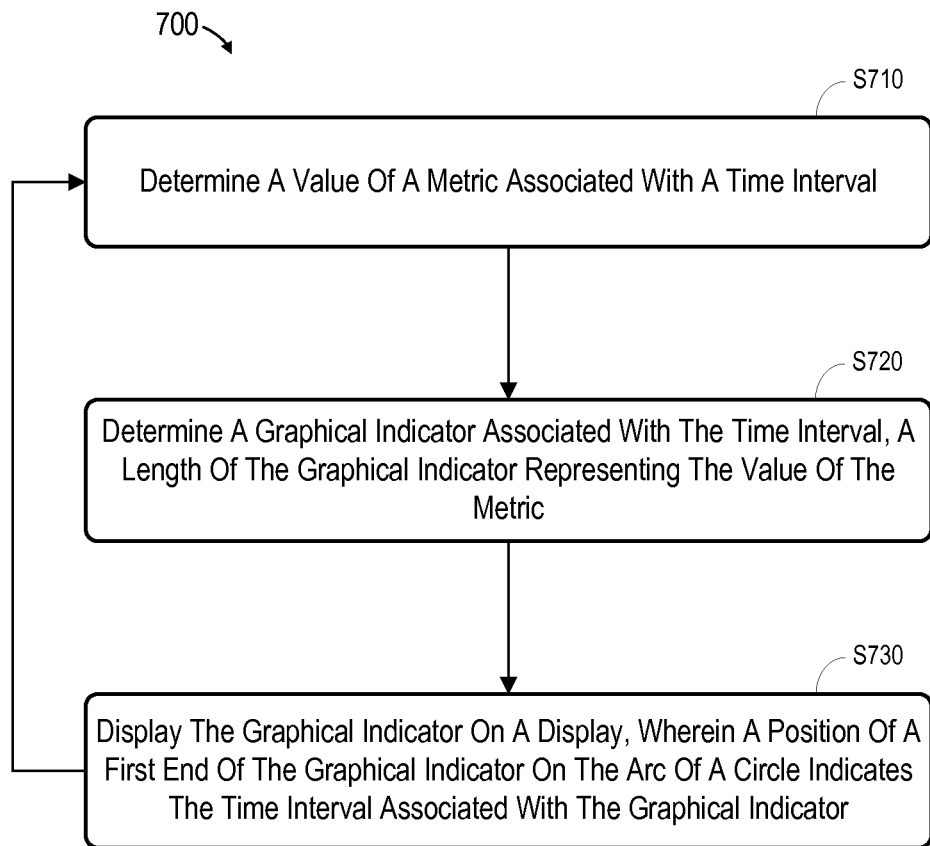 700
S710
Determine A Value Of A Metric Associated With A Time Interval
S720
Determine A Graphical Indicator Associated With The Time Interval, A
Length Of The Graphical Indicator Representing The Value Of The
Metric
S730
Display The Graphical Indicator On A Display, Wherein A Position Of A
First End Of The Graphical Indicator On The Arc Of A Circle Indicates
The Time Interval Associated With The Graphical Indicator